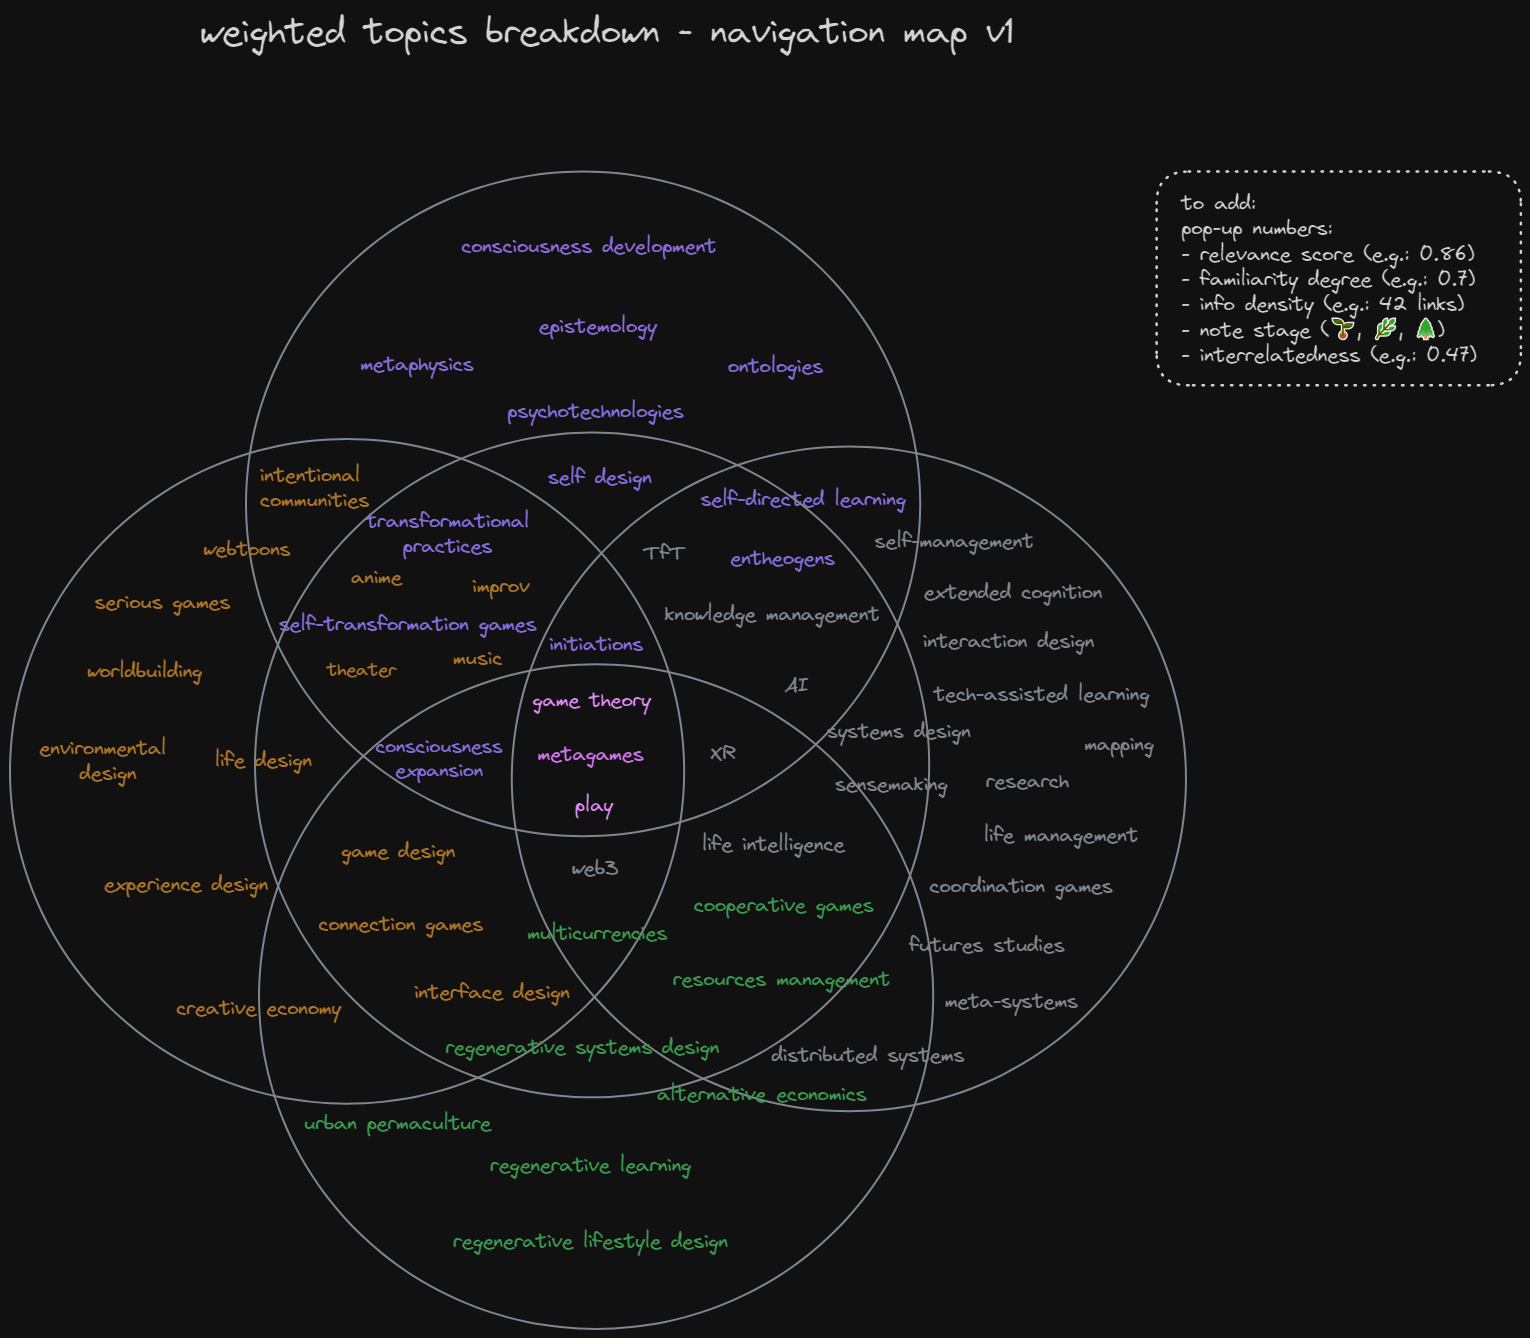 weighted topics breakdown - navigation map v1
to add:
pop-up numbers:
- relevance score (e.g.: 0.86)
- familiarity degree (e.g.: 0.7)
- info density (e.g.: 42 links)
- note stage (🌱, 🌿, 🌲)
- interrelatedness (e.g.: 0.47)
consciousness development
epistemology
metaphysics
ontologies
psychotechnologies
intentional
communities
self design
self-directed learning
transformational
practices
webtoons
TfT
entheogens
self-management
anime
improv
serious games
extended cognition
knowledge management
self-transformation games
initiations
interaction design
worldbuilding
theater
music
game theory
AI
tech-assisted learning
environmental
design
life design
consciousness
expansion
metagames
XR
systems design
mapping
play
sensemaking
research
game design
web3
life intelligence
life management
experience design
cooperative games
coordination games
connection games
multicurrencies
futures studies
creative economy
interface design
resources management
meta-systems
regenerative systems design
distributed systems
alternative economics
urban permaculture
regenerative learning
regenerative lifestyle design